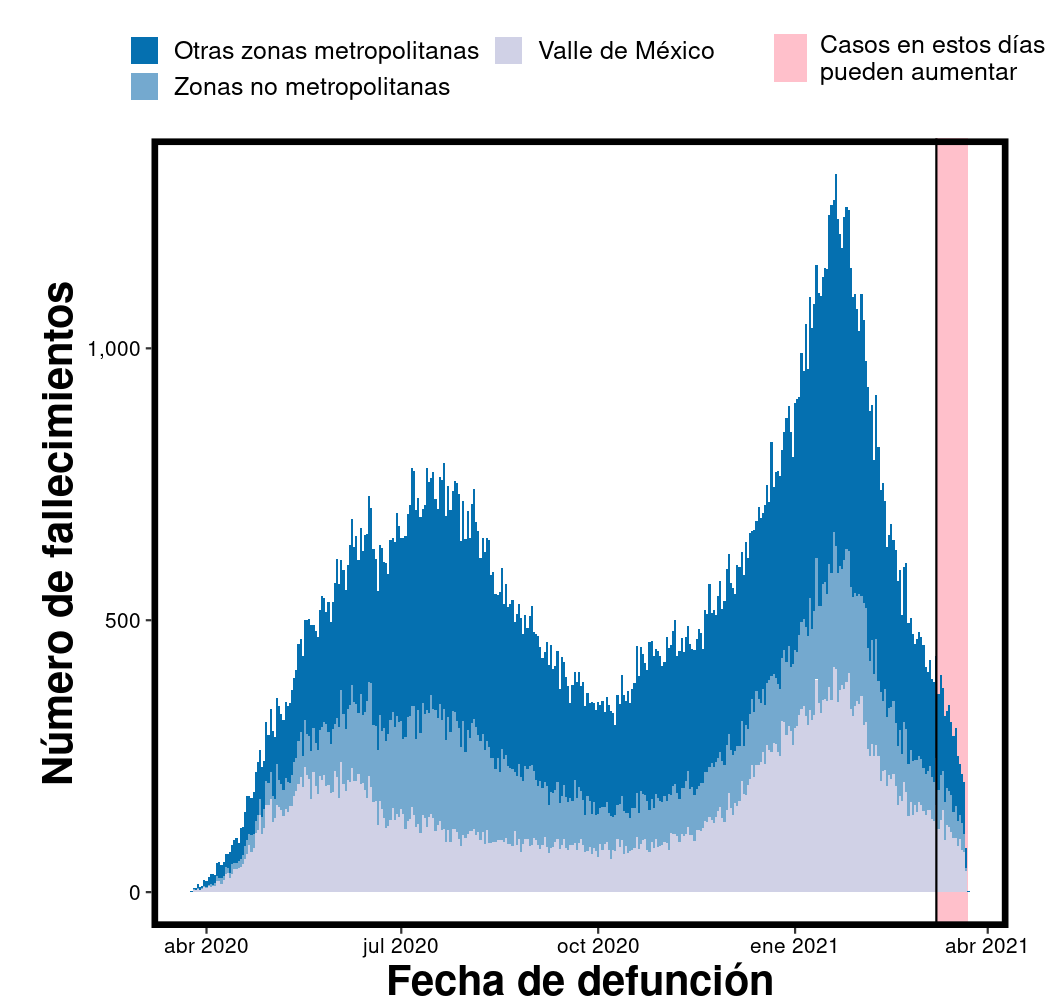 Otras zonas metropolitanas
Valle de México
Zonas no metropolitanas
Casos en estos días
pueden aumentar
Número de fallecimientos
1,000
500
0
abr 2020
jul 2020
oct 2020
ene 2021
abr 2021
Fecha de defunción